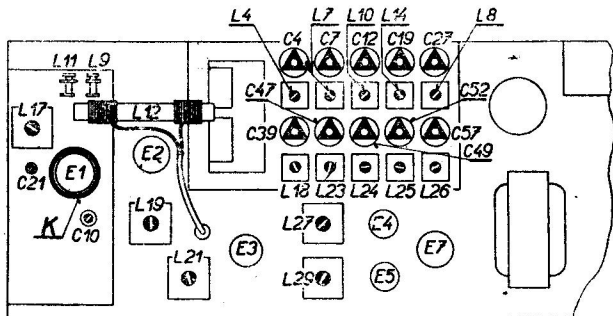 L4 L7 L10 L14 L8
C4 C7 C12 C19 C27
L11 L9
L12
C47 C52
L17
C39 C57
E2
C49
C21 E1
L18 L23 L24 L25 L26
K C10
L19 L27 E4
E3 E7
L21
L29 E5